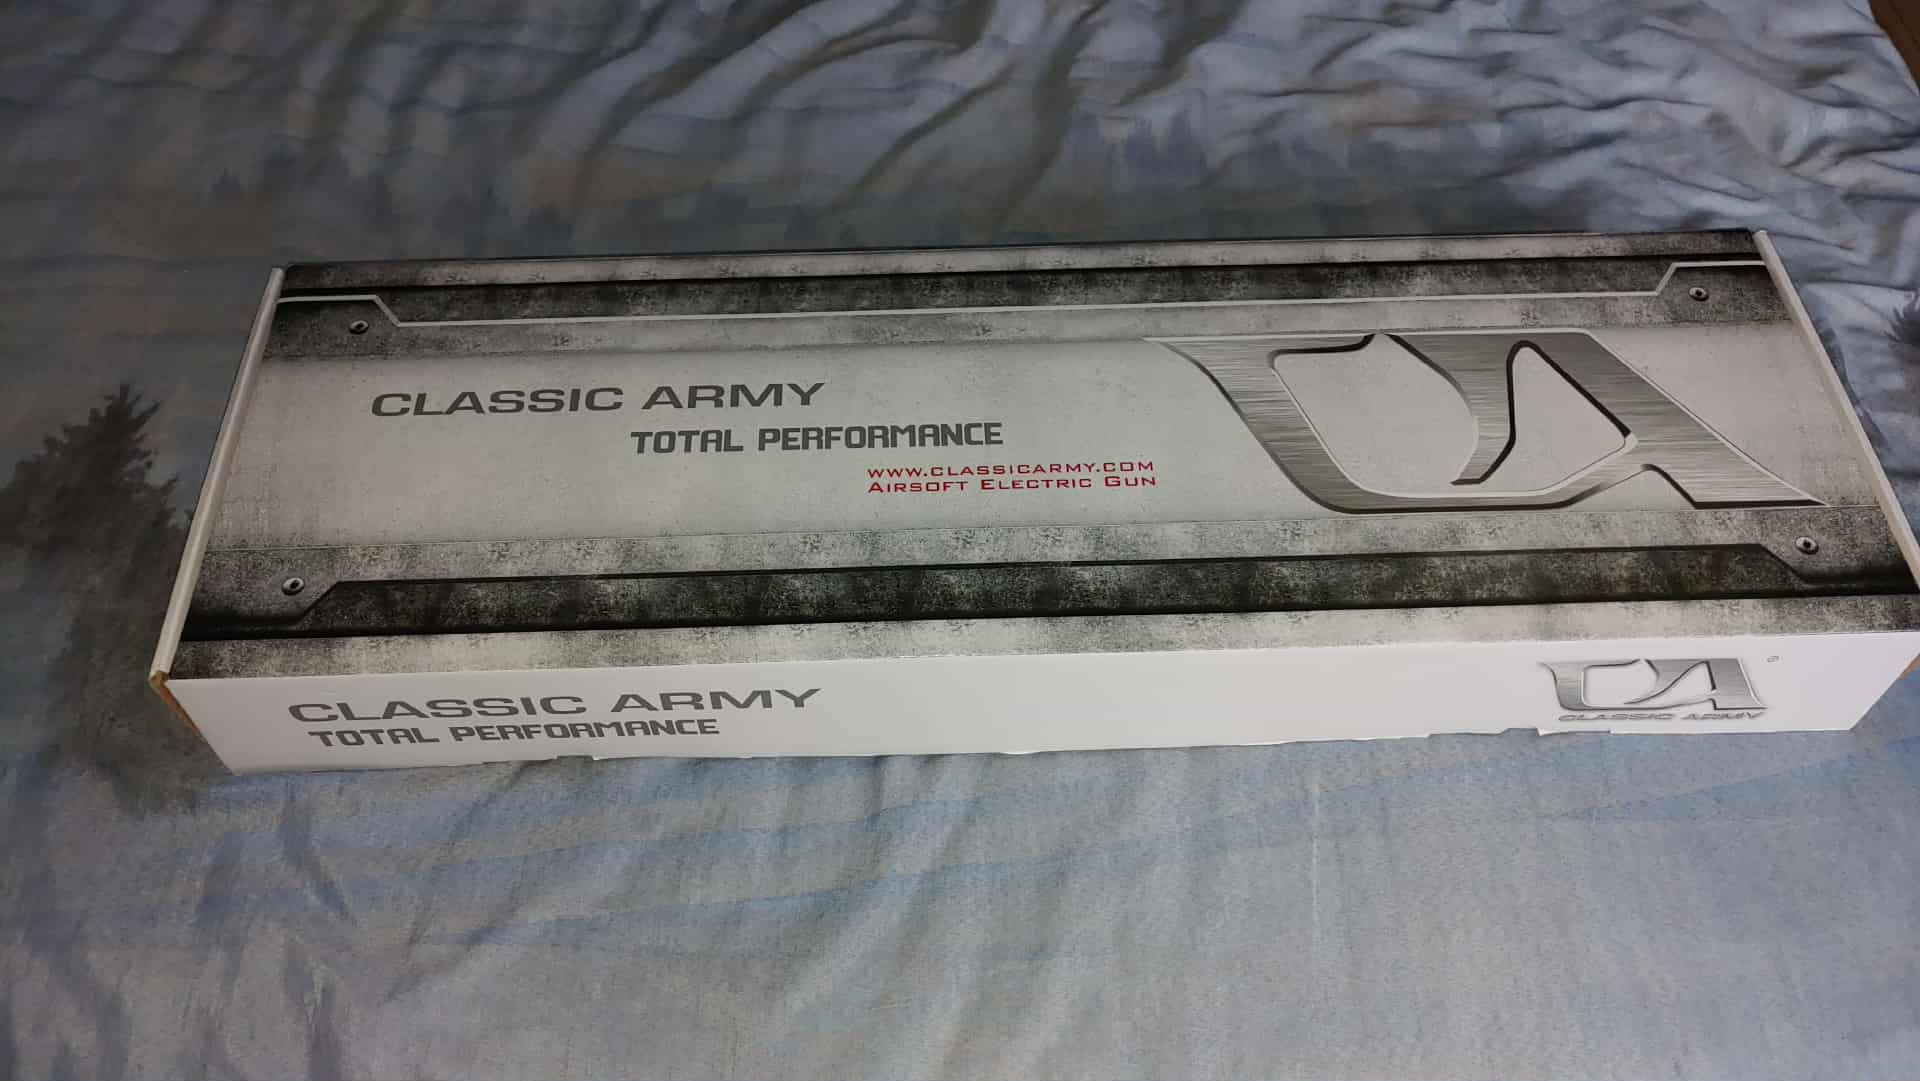 CLASSIC ARMY
TOTAL PERFORMANCE
WWW.CLASSICARMY.COM
AIRSOFT ELECTRIC GUN
CA
CLASSIC ARMY
TOTAL PERFORMANCE
CA
CLASSIC ARMY